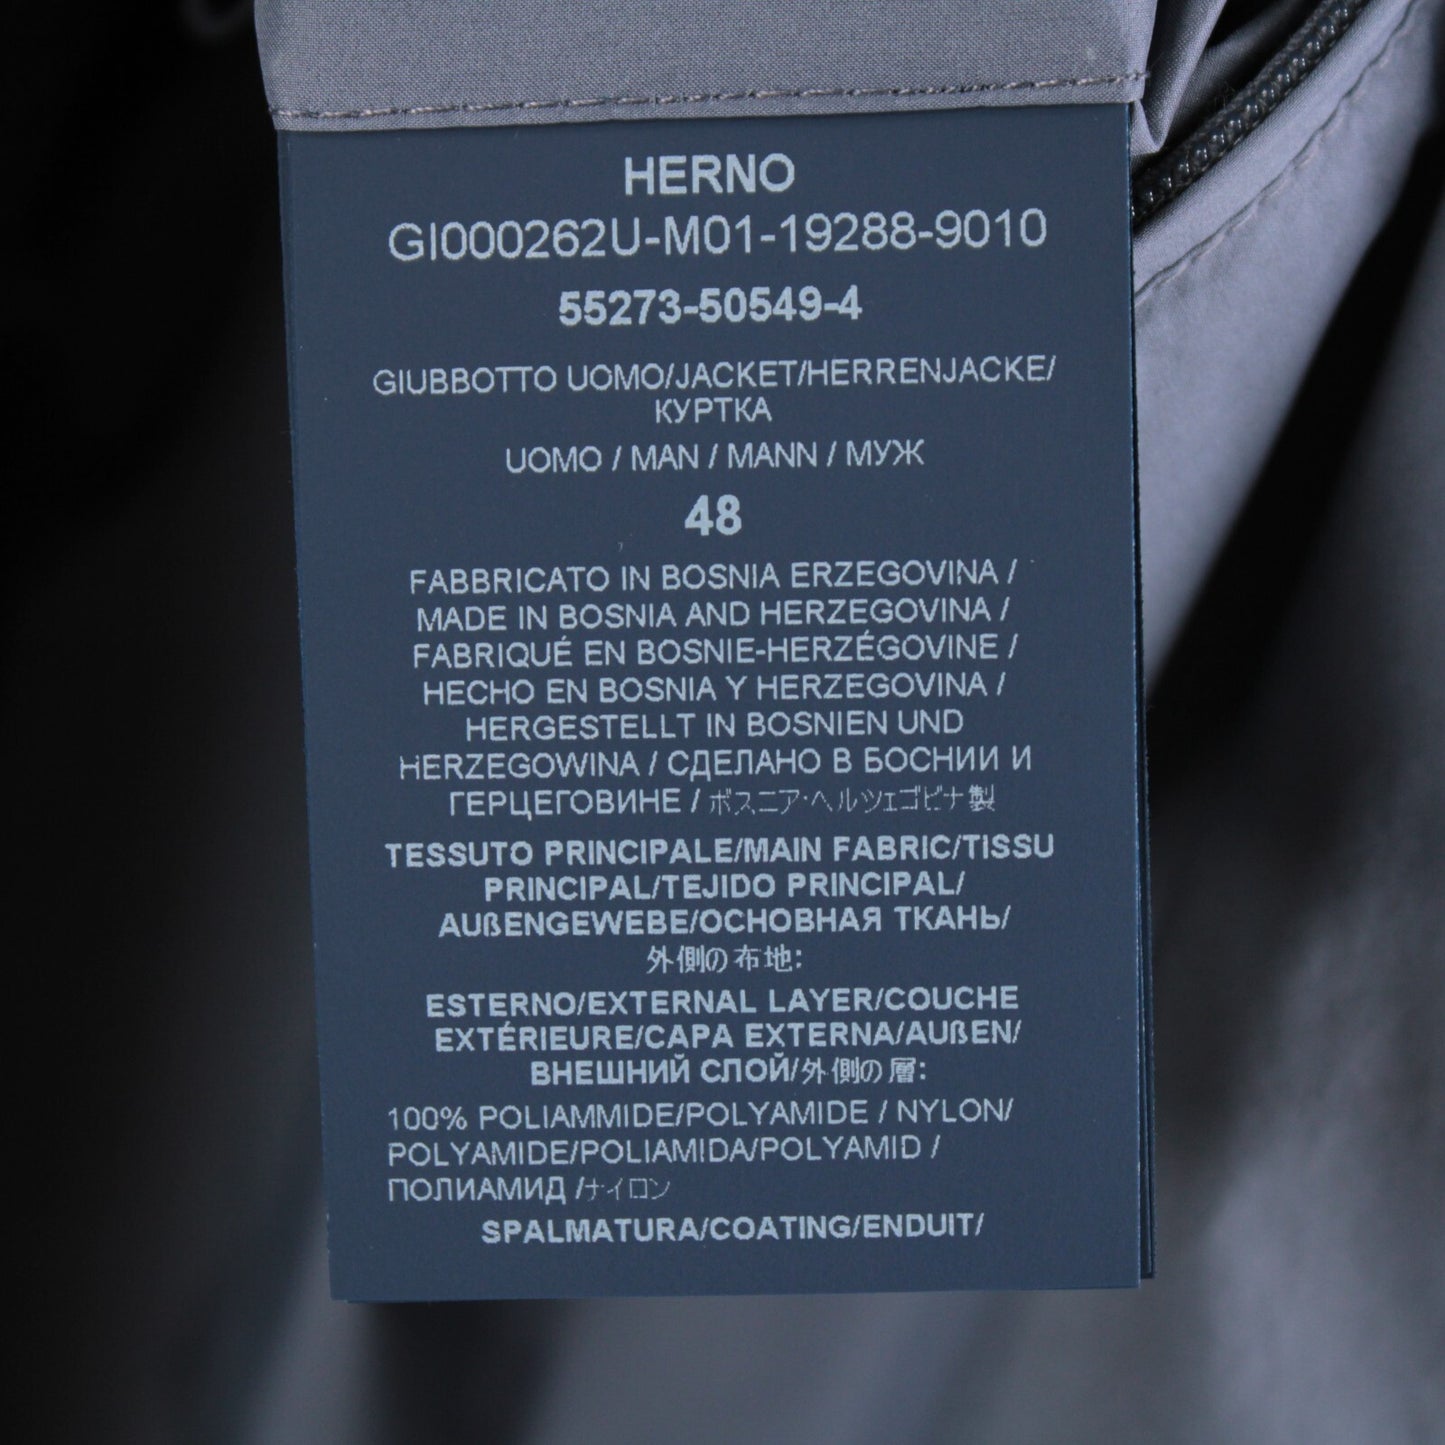 HERNO
GI000262U-M01-19288-9010
55273-50549-4
GIUBBOTTO UOMO/JACKET/HERRENJACKE/
КУРТКА
UOMO / MAN / MANN / МУЖ
48
FABBRICATO IN BOSNIA ERZEGOVINA /
MADE IN BOSNIA AND HERZEGOVINA /
FABRIQUÉ EN BOSNIE-HERZÉGOVINE /
HECHO EN BOSNIA Y HERZEGOVINA /
HERGESTELLT IN BOSNIEN UND
HERZEGOWINA / СДЕЛАНО В БОСНИИ И
ГЕРЦЕГОВИНЕ / ボスニア・ヘルツェゴビナ製
TESSUTO PRINCIPALE/MAIN FABRIC/TISSU
PRINCIPAL/TEJIDO PRINCIPAL/
AUßENGEWEBE/ОСНОВНАЯ ТКАНЬ/
外側の布地:
ESTERNO/EXTERNAL LAYER/COUCHE
EXTÉRIEURE/CAPA EXTERNA/AUßEN/
ВНЕШНИЙ СЛОЙ/外側の層:
100% POLIAMMIDE/POLYAMIDE / NYLON/
POLYAMIDE/POLIAMIDA/POLYAMID /
ПОЛИАМИД /ナイロン
SPALMATURA/COATING/ENDUIT/